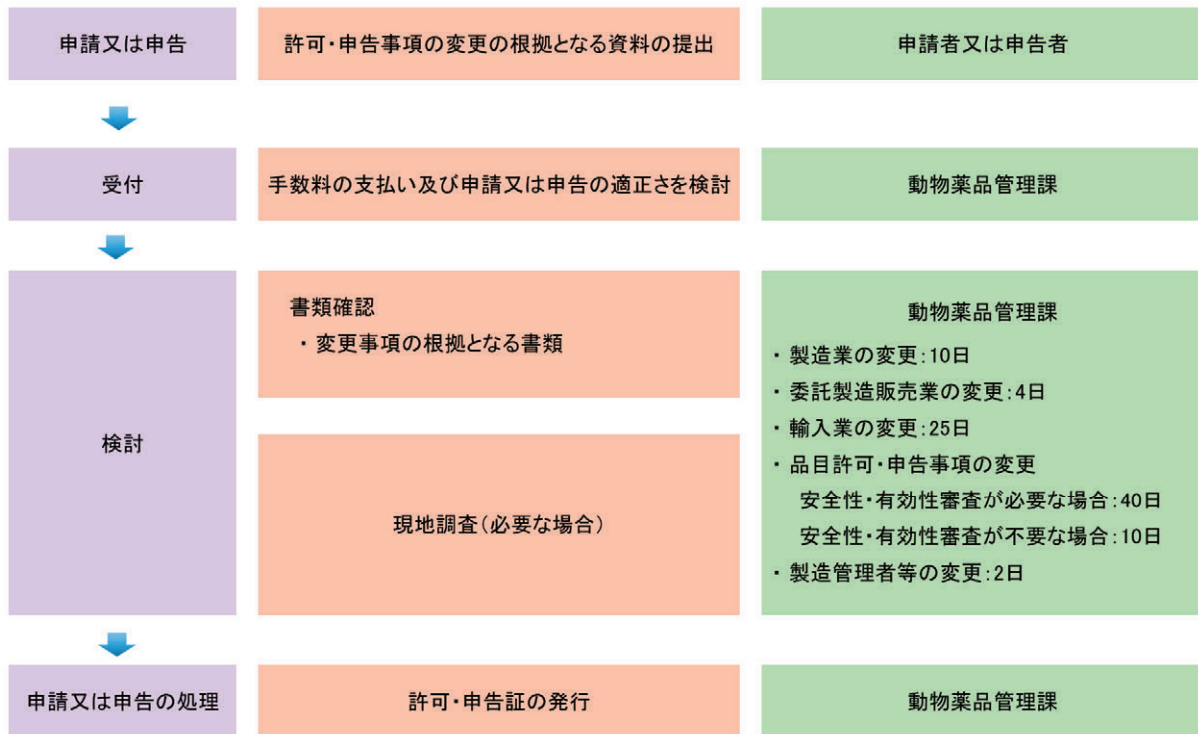 申請又は申告
許可・申告事項の変更の根拠となる資料の提出
申請者又は申告者
受付
手数料の支払い及び申請又は申告の適正さを検討
動物薬品管理課
検討
書類確認
・ 変更事項の根拠となる書類
現地調査(必要な場合)
動物薬品管理課
・ 製造業の変更:10日
・ 委託製造販売業の変更:4日
・ 輸入業の変更:25日
・ 品目許可・申告事項の変更
安全性・有効性審査が必要な場合:40日
安全性・有効性審査が不要な場合:10日
・ 製造管理者等の変更:2日
申請又は申告の処理
許可・申告証の発行
動物薬品管理課